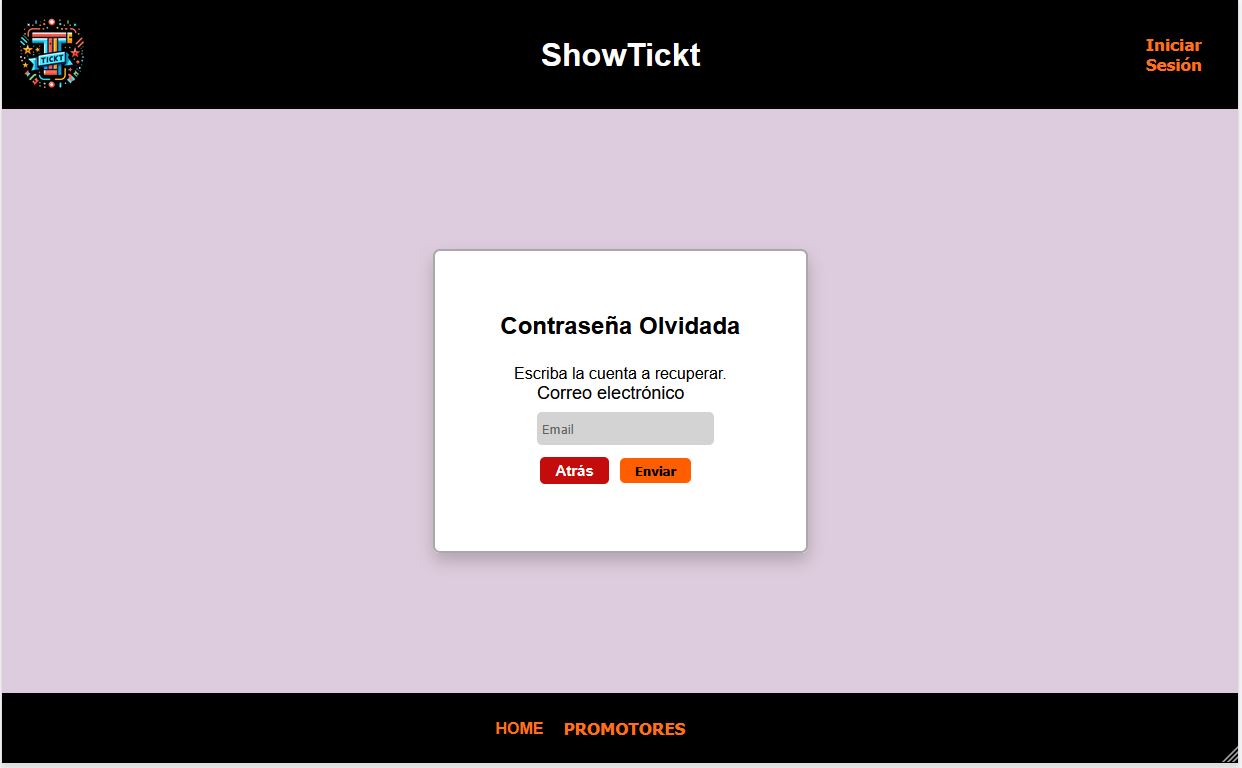 TICKT
ShowTickt
Iniciar
Sesión
Contraseña Olvidada
Escriba la cuenta a recuperar.
Correo electrónico
Email
Atrás
Enviar
HOME
PROMOTORES